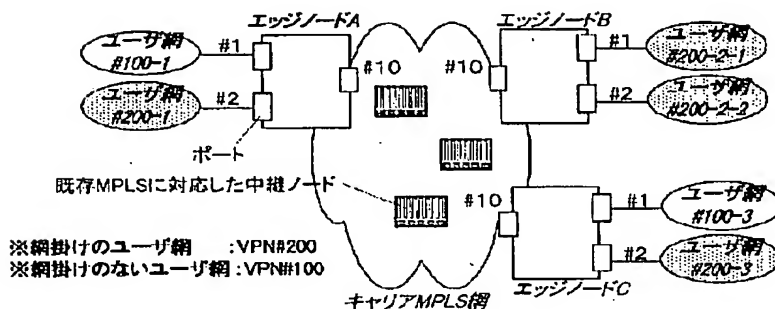 エッジノードA
エッジノードB
ユーザ網
#100-1
#1
#10
#10
#1
ユーザ網
#200-2-1
ユーザ網
#200-1
#2
#2
ユーザ網
#200-2-2
ポート
既存MPLSに対応した中継ノード
#10
#1
ユーザ網
#100-3
※網掛けのユーザ網 :VPN#200
※網掛けのないユーザ網:VPN#100
#2
ユーザ網
#200-3
キャリアMPLS網
エッジノードC